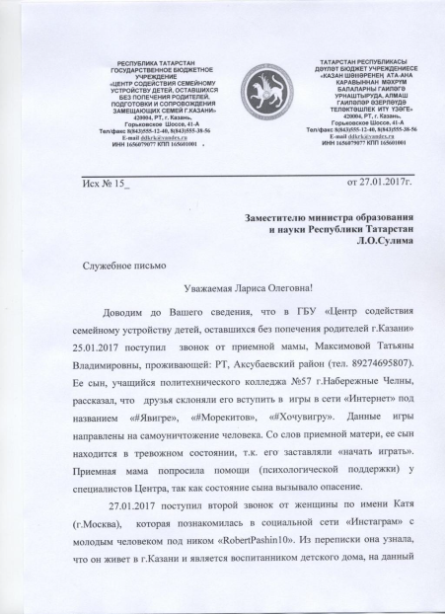 РЕСПУБЛИКА ТАТАРСТАН
ГОСУДАРСТВЕННОЕ БЮДЖЕТНОЕ
УЧРЕЖДЕНИЕ
«ЦЕНТР СОДЕЙСТВИЯ СЕМЕЙНОМУ
УСТРОЙСТВУ ДЕТЕЙ, ОСТАВШИХСЯ
БЕЗ ПОПЕЧЕНИЯ РОДИТЕЛЕЙ,
ПОДГОТОВКИ И СОПРОВОЖДЕНИЯ
ЗАМЕЩАЮЩИХ СЕМЕЙ Г.КАЗАНИ»
420004, РТ, г. Казань,
Горьковское Шоссе, 41-А
Тел/факс 8(843)555-12-40, 8(843)555-38-56
E-mail ddkrk@yandex.ru
ИНН 1656079077 КПП 165601001
ТАТАРСТАН РЕСПУБЛИКАСЫ
ДӘҮЛӘТ БЮДЖЕТ УЧРЕЖДЕНИЕСЕ
«КАЗАН ШӘҺӘРЕНЕҢ АТА-АНА
КАРАВЫННАН МӘХРҮМ
БАЛАЛАРНЫ ГАИЛӘГӘ
УРНАШТЫРУДА, АЛМАШ
ГАИЛӘЛӘР ӘЗЕРЛӘҮДӘ
ИТҮ ҮЗӘГЕ»
420004, РТ, г. Казань,
Горьковское Шоссе, 41-А
Тел/факс 8(843)555-12-40, 8(843)555-38-56
E-mail ddkrk@yandex.ru
ИНН 1656079077 КПП 165601001
Исх № 15_ от 27.01.2017г.
Заместителю министра образования
и науки Республики Татарстан
Л.О.Сулима
Служебное письмо
Уважаемая Лариса Олеговна!
Доводим до Вашего сведения, что в ГБУ «Центр содействия
семейному устройству детей, оставшихся без попечения родителей г.Казани»
25.01.2017 поступил звонок от приемной мамы, Максимовой Татьяны
Владимировны, проживающей: РТ, Аксубаевский район (тел. 89274695807).
Ее сын, учащийся политехнического колледжа №57 г.Набережные Челны,
рассказал, что друзья склоняли его вступить в игры в сети «Интернет» под
названием «#Явигре», «#Морекитов», «#Хочувигру». Данные игры
направлены на самоуничтожение человека. Со слов приемной матери, ее сын
находится в тревожном состоянии, т.к. его заставляли «начать играть».
Приемная мама попросила помощи (психологической поддержки) у
специалистов Центра, так как состояние сына вызывало опасение.
27.01.2017 поступил второй звонок от женщины по имени Катя
(г.Москва), которая познакомилась в социальной сети «Инстаграм» с
молодым человеком под ником «RobertPashin10». Из переписки она узнала,
что он живет в г.Казани и является воспитанником детского дома, на данный